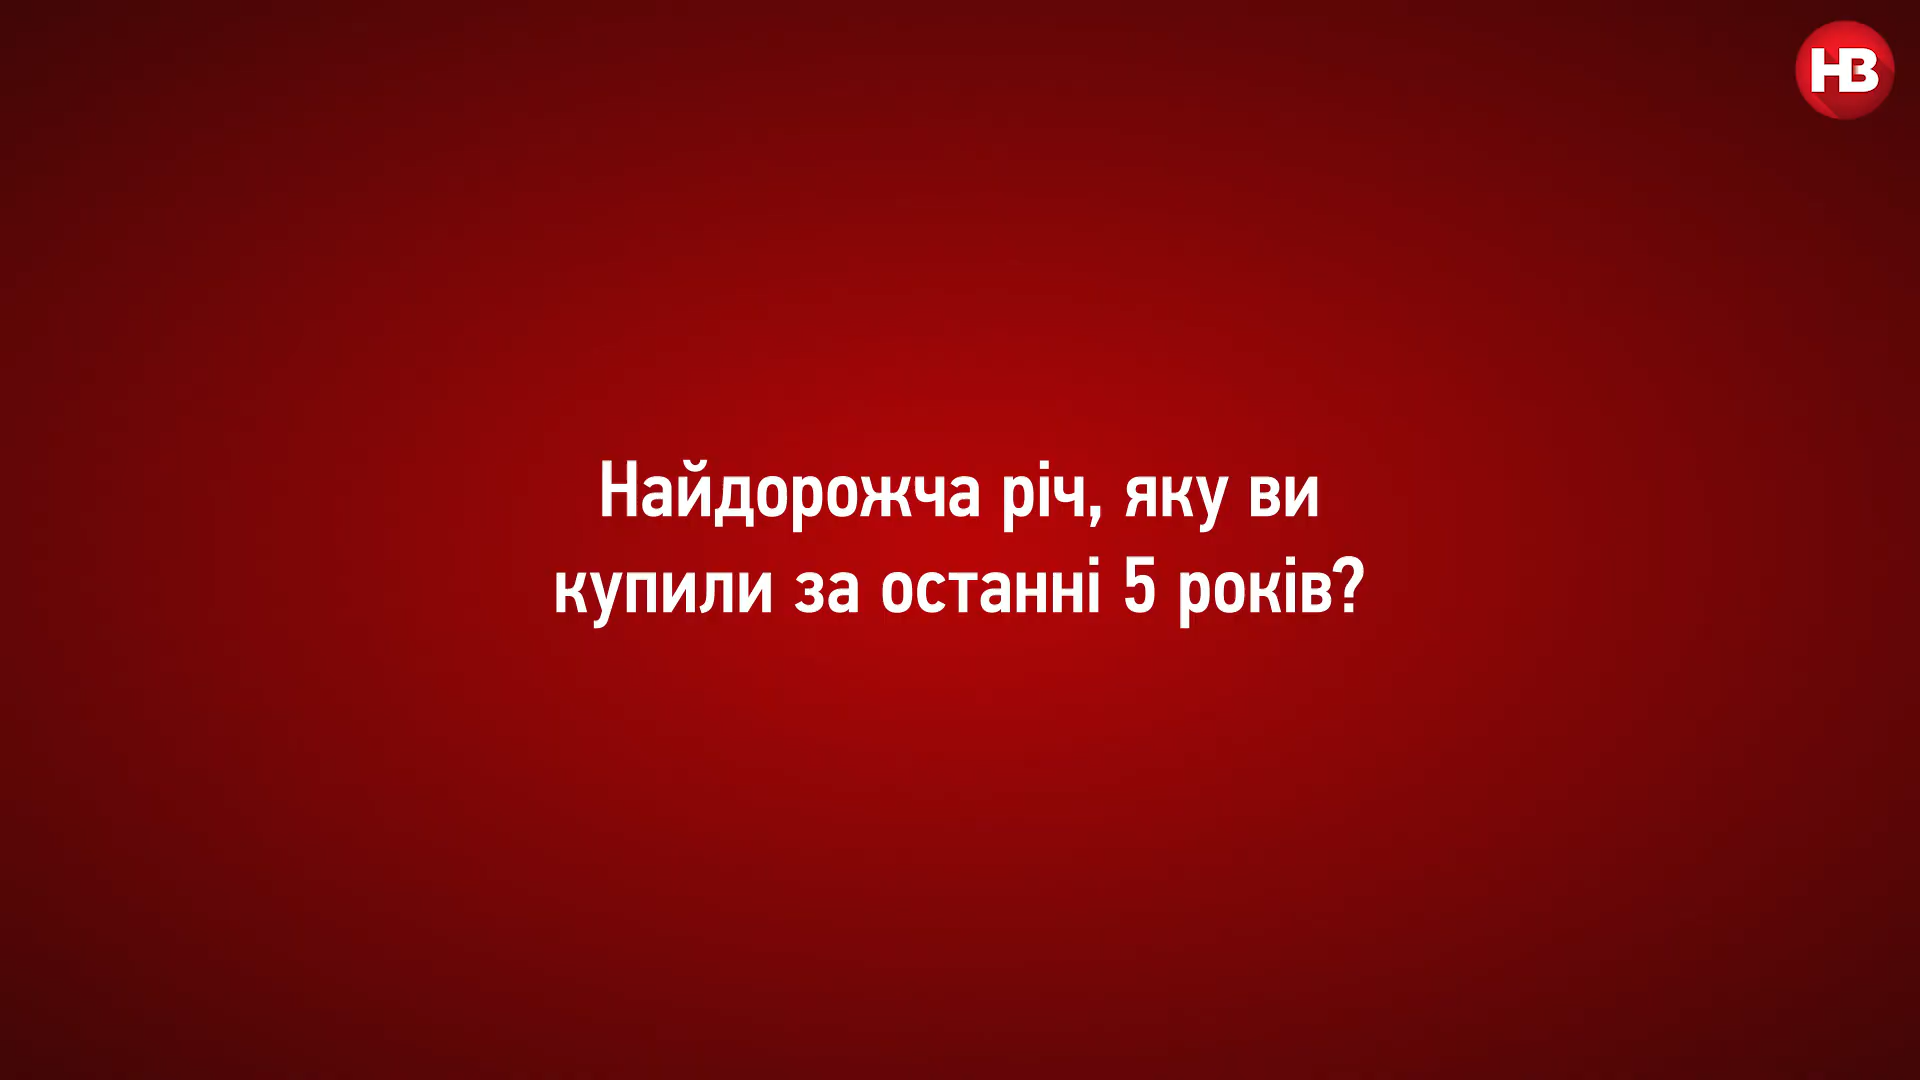 НВ
Найдорожча річ, яку ви
купили за останні 5 років?